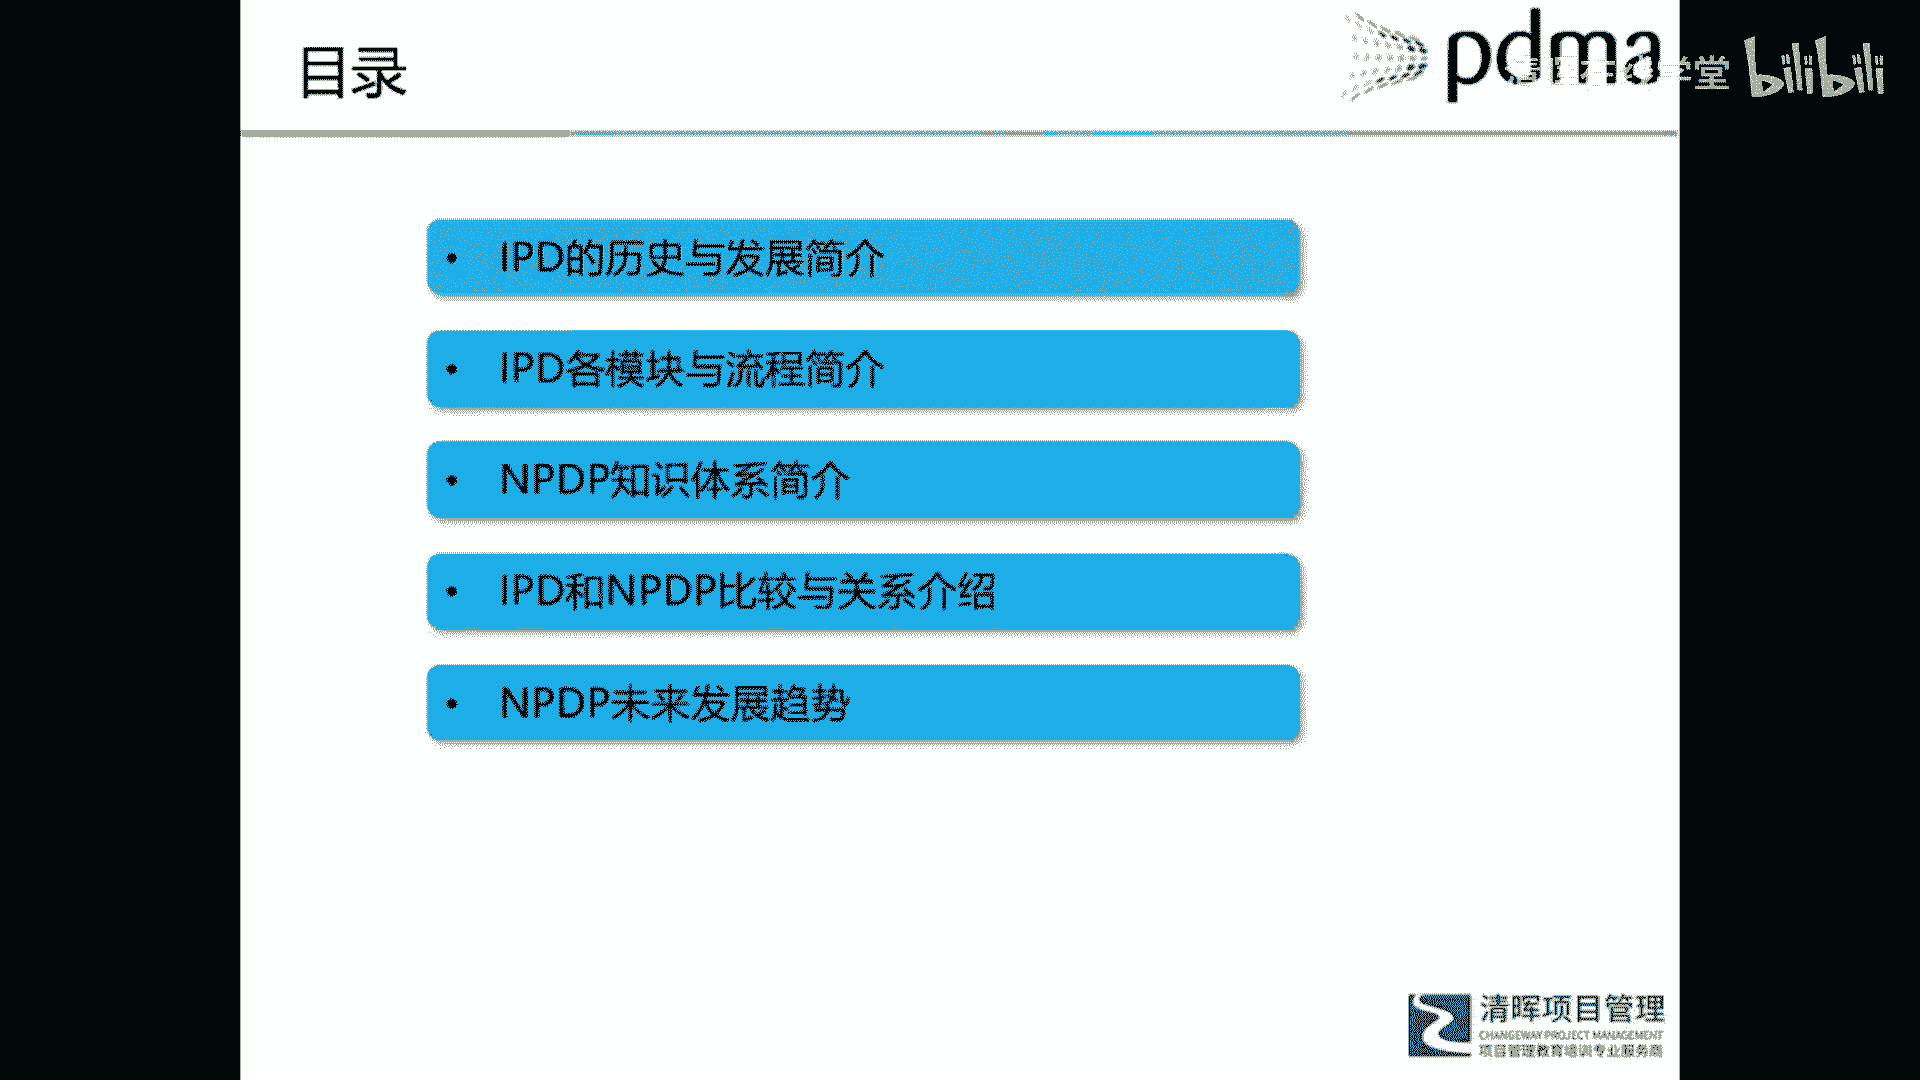 目录
pdma
清晖在线学堂 bilibili
• IPD的历史与发展简介
• IPD各模块与流程简介
• NPDP知识体系简介
• IPD和NPDP比较与关系介绍
• NPDP未来发展趋势
清晖项目管理
CHANGEWAY PROJECT MANAGEMENT
项目管理教育培训专业服务商